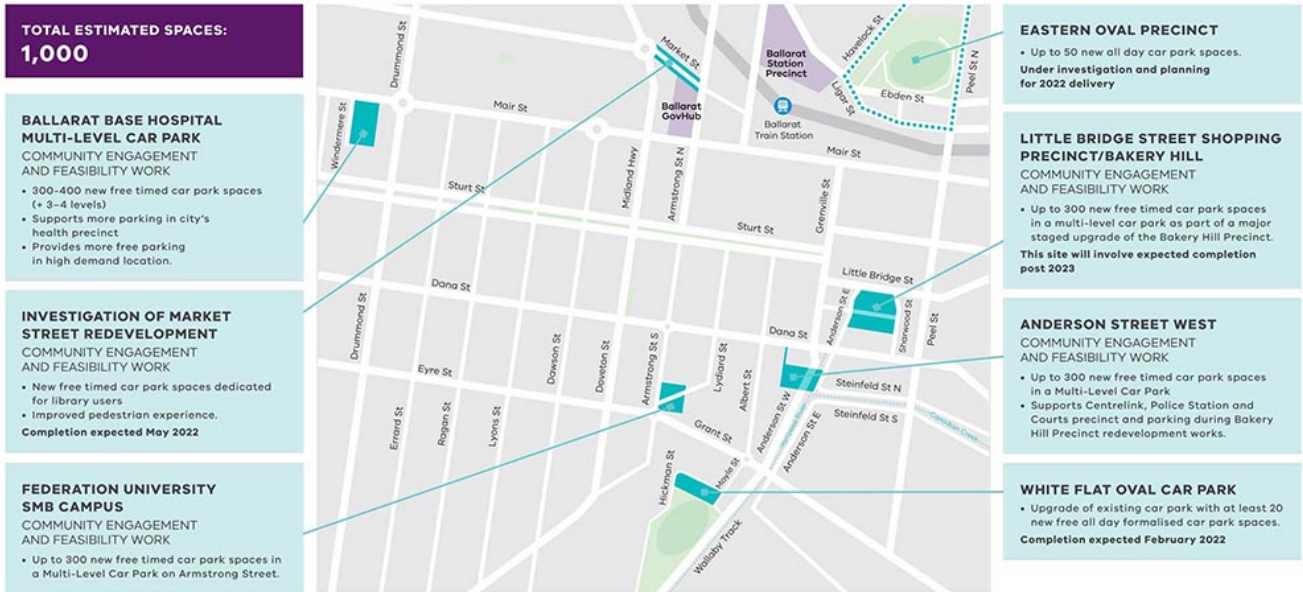 TOTAL ESTIMATED SPACES:
1,000
BALLARAT BASE HOSPITAL
MULTI-LEVEL CAR PARK
COMMUNITY ENGAGEMENT
AND FEASIBILITY WORK
• 300-400 new free timed car park spaces
(+ 3-4 levels)
• Supports more parking in city's
health precinct
• Provides more free parking
in high demand location.
INVESTIGATION OF MARKET
STREET REDEVELOPMENT
COMMUNITY ENGAGEMENT
AND FEASIBILITY WORK
• New free timed car park spaces dedicated
for library users
• Improved pedestrian experience.
Completion expected May 2022
FEDERATION UNIVERSITY
SMB CAMPUS
COMMUNITY ENGAGEMENT
AND FEASIBILITY WORK
• Up to 300 new free timed car park spaces in
a Multi-Level Car Park on Armstrong Street.
Drummond St
Market St
Ballarat
Station
Precinct
Havelock St
Peel St N
Ligar St
Ebden St
Windermere St
Mair St
Ballarat
GovHub
Ballarat
Train Station
Mair St
Midland Hwy
Armstrong St N
Sturt St
Grenville St
Sturt St
Little Bridge St
Dana St
Anderson St E
Drummond St
Dana St
Sharwood St
Peel St
Dawson St
Doveton St
Armstrong St S
Lydiard St
Albert St
Eyre St
Steinfeld St N
Steinfeld St S
Canadian Creek
Errard St
Ragan St
Lyons St
Grant St
Anderson St W
Yarrowee River
Anderson St E
Hickman St
Moyle St
Wallaby Track
EASTERN OVAL PRECINCT
• Up to 50 new all day car park spaces.
Under investigation and planning
for 2022 delivery
LITTLE BRIDGE STREET SHOPPING
PRECINCT/BAKERY HILL
COMMUNITY ENGAGEMENT
AND FEASIBILITY WORK
• Up to 300 new free timed car park spaces
in a multi-level car park as part of a major
staged upgrade of the Bakery Hill Precinct.
This site will involve expected completion
post 2023
ANDERSON STREET WEST
COMMUNITY ENGAGEMENT
AND FEASIBILITY WORK
• Up to 300 new free timed car park spaces
in a Multi-Level Car Park
• Supports Centrelink, Police Station and
Courts precinct and parking during Bakery
Hill Precinct redevelopment works.
WHITE FLAT OVAL CAR PARK
• Upgrade of existing car park with at least 20
new free all day formalised car park spaces.
Completion expected February 2022